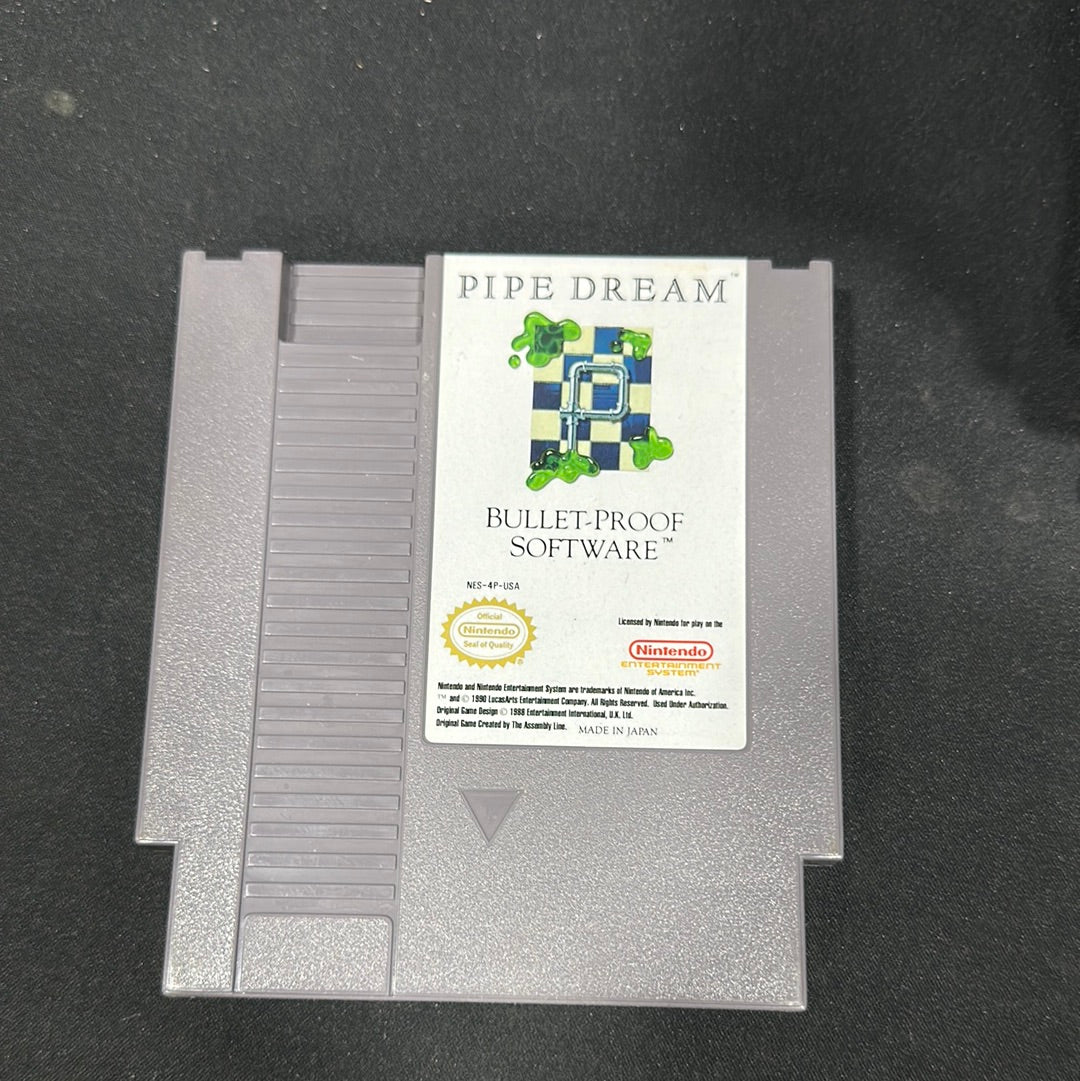 PIPE DREAM™
BULLET-PROOF
SOFTWARE™
NES-4P-USA
Official
Nintendo
Seal of Quality
®
Licensed by Nintendo for play on the
Nintendo
ENTERTAINMENT
SYSTEM®
Nintendo and Nintendo Entertainment System are trademarks of Nintendo of America Inc.
™ and © 1990 LucasArts Entertainment Company. All Rights Reserved. Used Under Authorization.
Original Game Design © 1988 Entertainment International, U.K. Ltd.
Original Game Created by The Assembly Line. MADE IN JAPAN